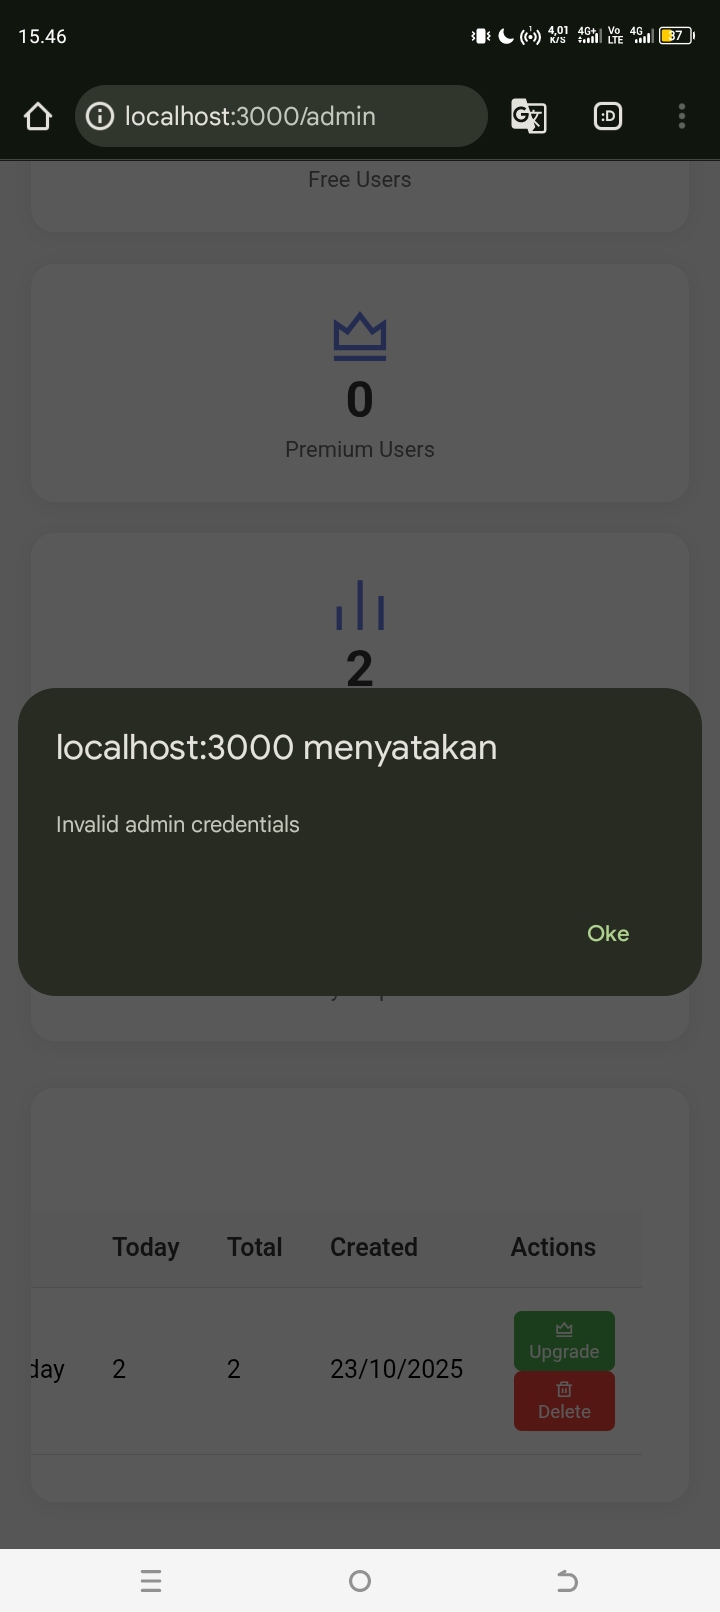 15.46
4,01
K/S
4G+
Vo
LTE
4G
37
localhost:3000/admin
:D
Free Users
0
Premium Users
2
localhost:3000 menyatakan
Invalid admin credentials
Oke
Today Total Created Actions
day 2 2 23/10/2025
Upgrade
Delete